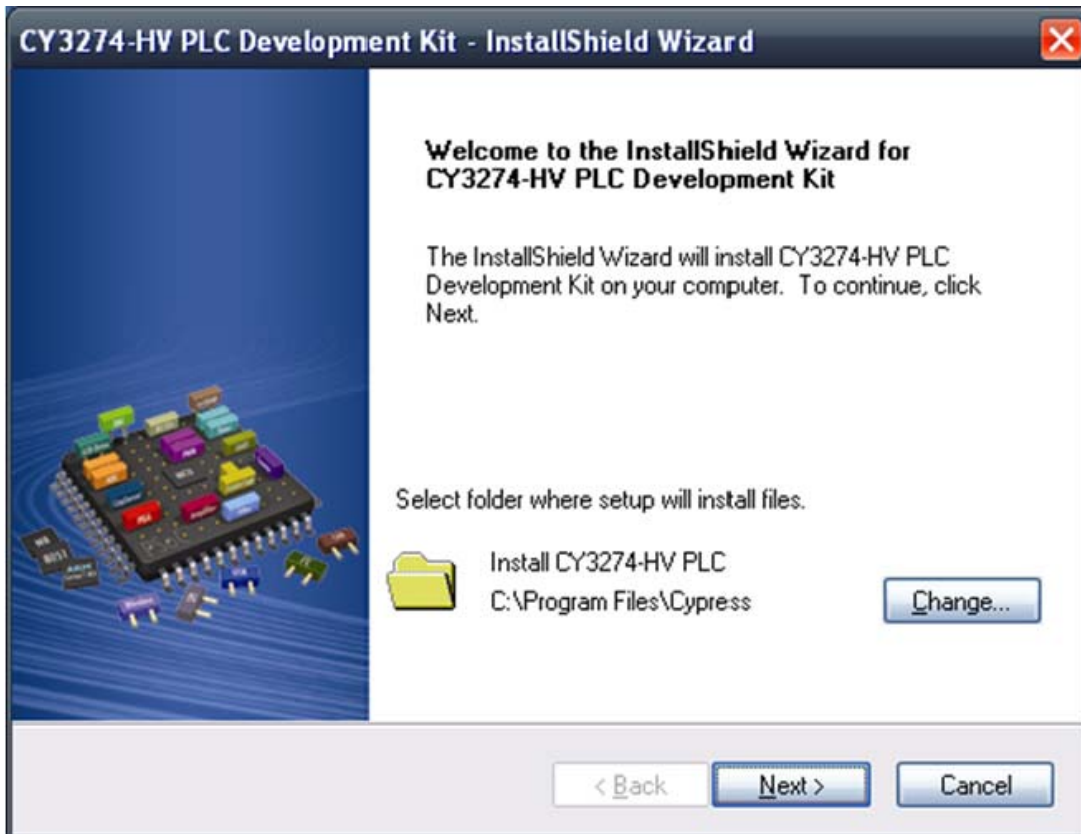 CY3274-HV PLC Development Kit - InstallShield Wizard
Welcome to the InstallShield Wizard for
CY3274-HV PLC Development Kit
The InstallShield Wizard will install CY3274-HV PLC
Development Kit on your computer. To continue, click
Next.
Select folder where setup will install files.
Install CY3274-HV PLC
C:\Program Files\Cypress
Change...
< Back
Next >
Cancel